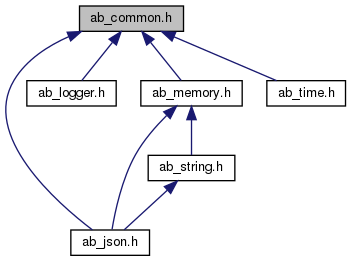 ab_common.h
ab_logger.h
ab_memory.h
ab_time.h
ab_string.h
ab_json.h